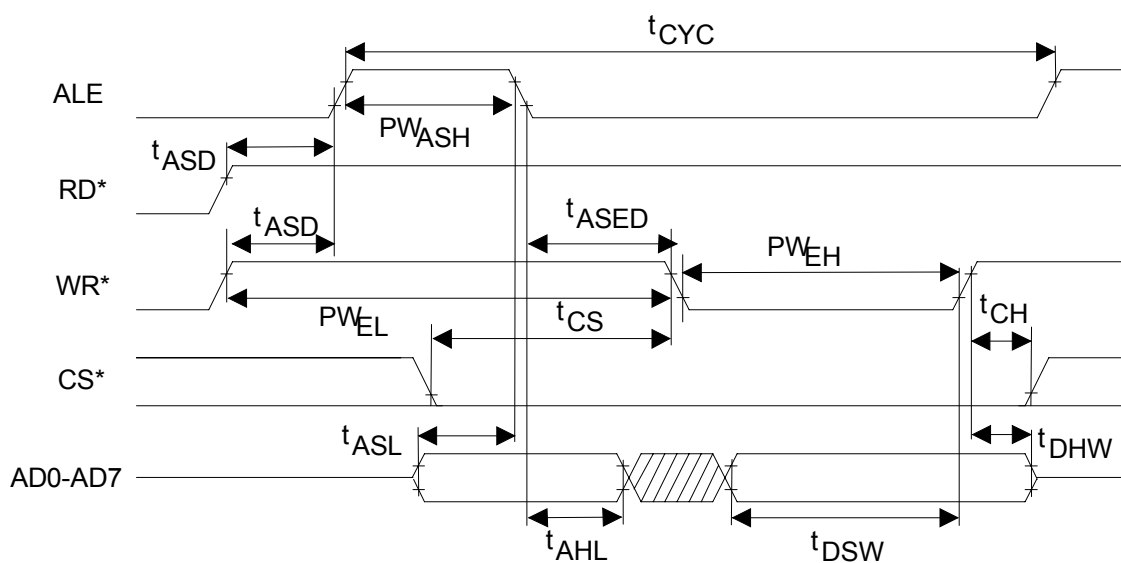 tCYC
ALE
PWASH
tASD
RD*
tASD
tASED
PWEH
WR*
PWEL
tCS
tCH
CS*
tASL
tDHW
AD0-AD7
tAHL
tDSW